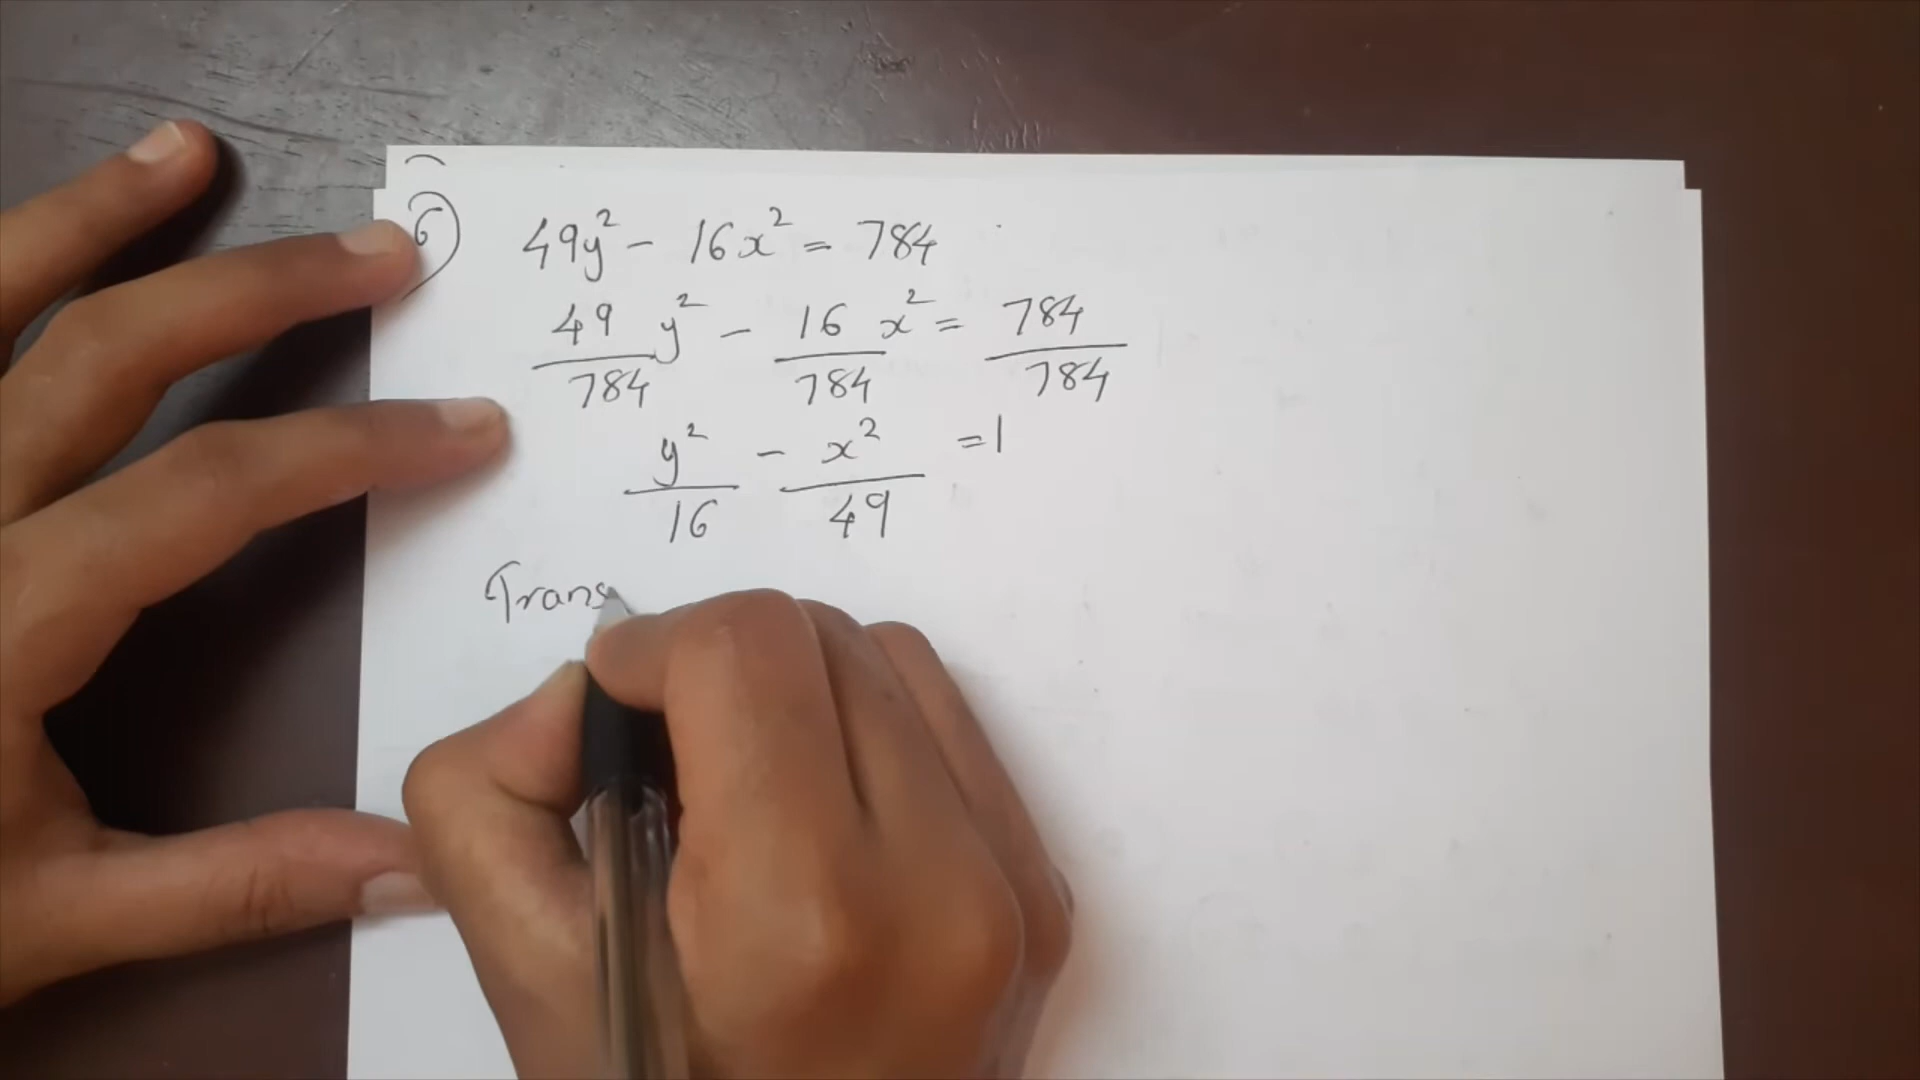 6 49y² - 16x² = 784
49/784 y² - 16/784 x² = 784/784
y²/16 - x²/49 = 1
Trans